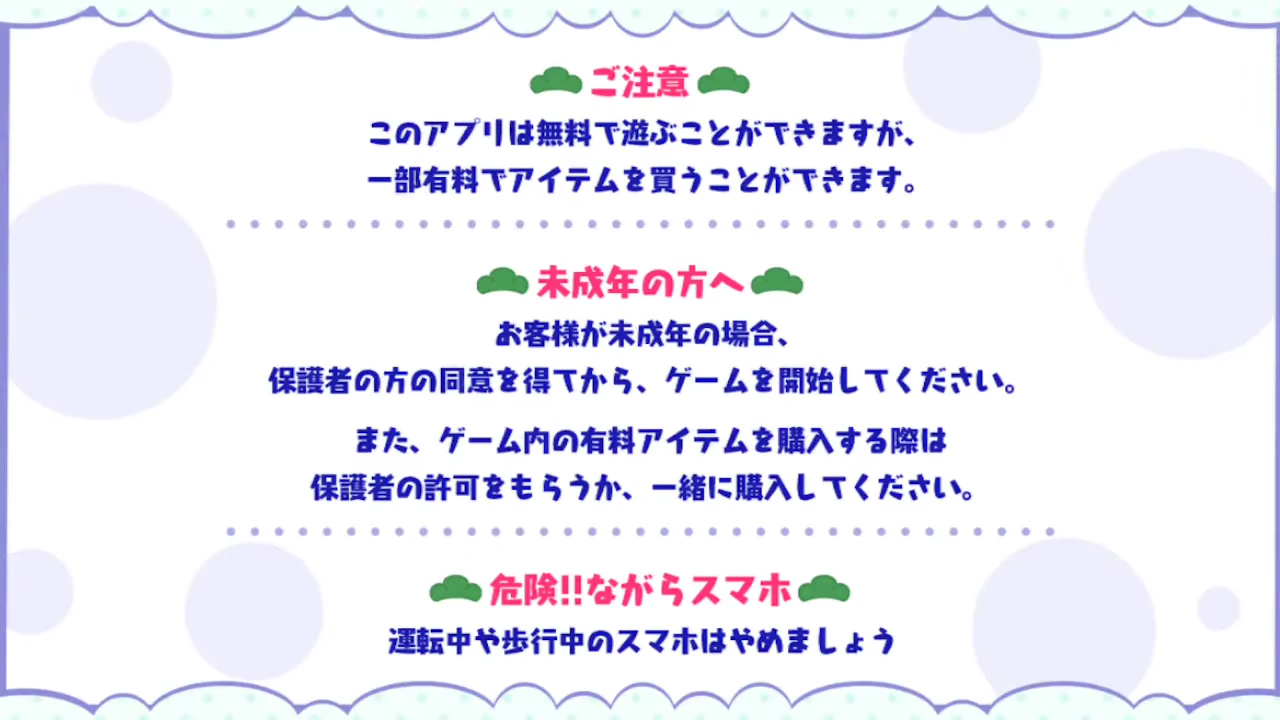 ご注意
このアプリは無料で遊ぶことができますが、
一部有料でアイテムを買うことができます。
未成年の方へ
お客様が未成年の場合、
保護者の方の同意を得てから、ゲームを開始してください。
また、ゲーム内の有料アイテムを購入する際は
保護者の許可をもらうか、一緒に購入してください。
危険!!ながらスマホ
運転中や歩行中のスマホはやめましょう